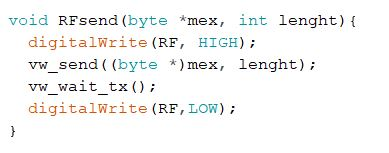 void RFsend(byte *mex, int lenght){
  digitalWrite(RF, HIGH);
  vw_send((byte *)mex, lenght);
  vw_wait_tx();
  digitalWrite(RF,LOW);
}